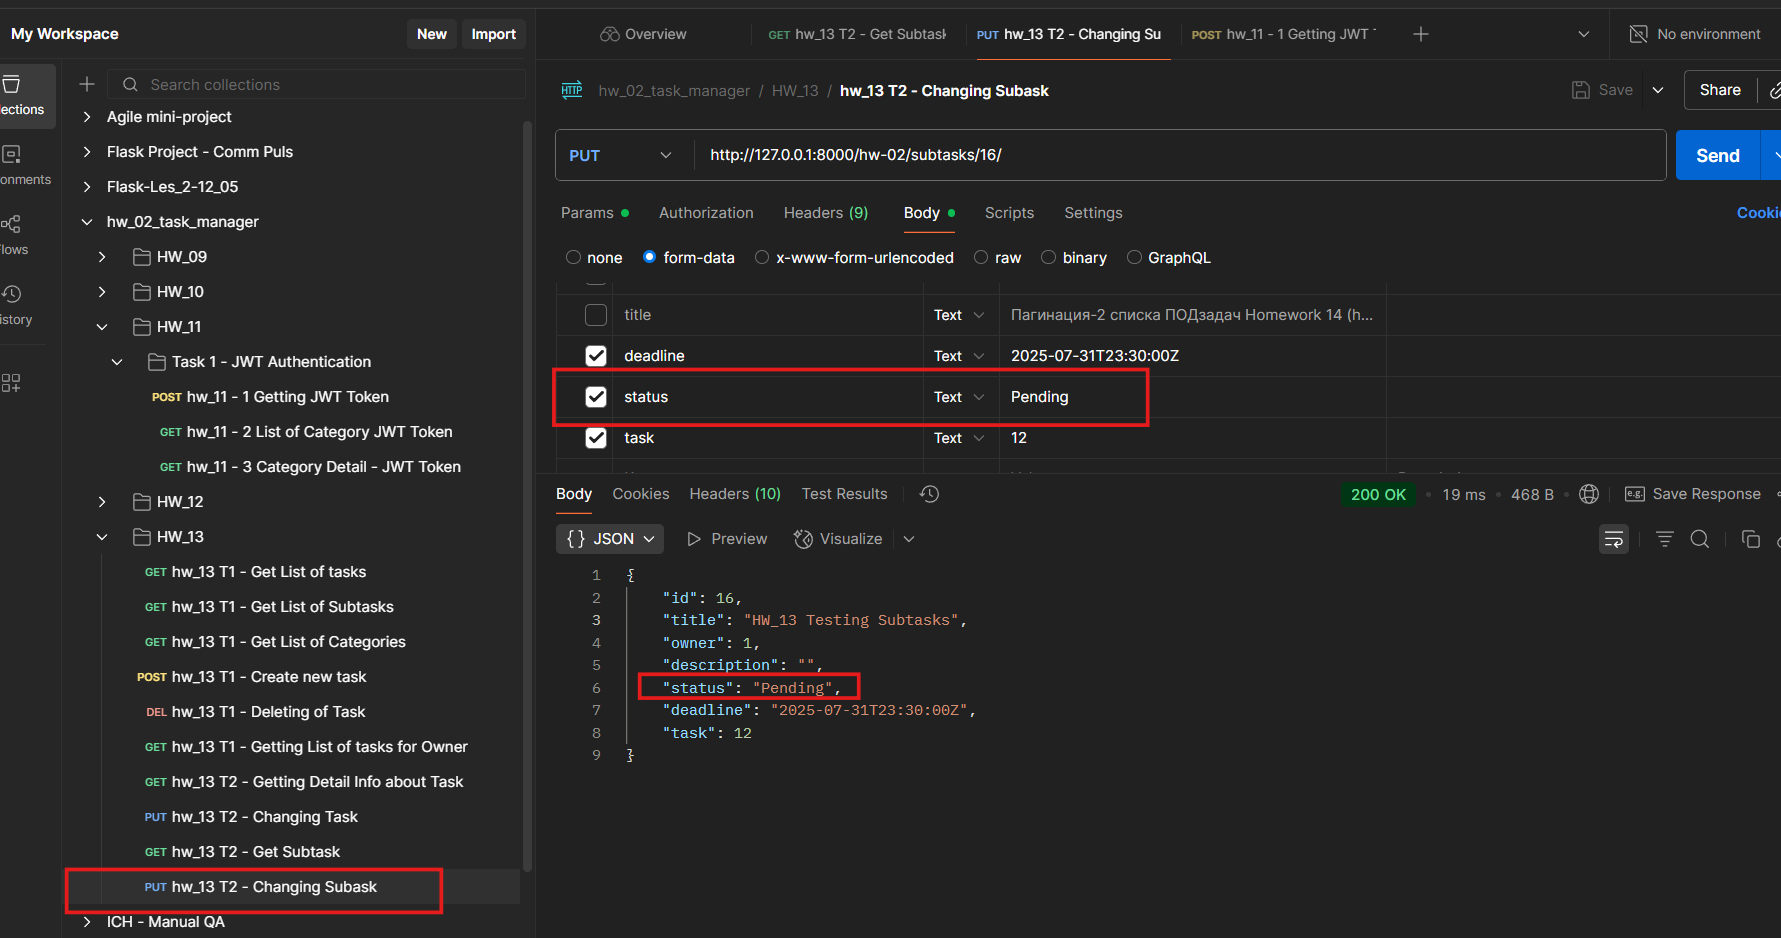 My Workspace
New
Import
Overview
GET hw_13 T2 - Get Subtask
PUT hw_13 T2 - Changing Su
POST hw_11 - 1 Getting JWT
No environment
Search collections
lections
onments
lows
istory
Agile mini-project
Flask Project - Comm Puls
Flask-Les_2-12_05
hw_02_task_manager
HW_09
HW_10
HW_11
Task 1 - JWT Authentication
POST hw_11 - 1 Getting JWT Token
GET hw_11 - 2 List of Category JWT Token
GET hw_11 - 3 Category Detail - JWT Token
HW_12
HW_13
GET hw_13 T1 - Get List of tasks
GET hw_13 T1 - Get List of Subtasks
GET hw_13 T1 - Get List of Categories
POST hw_13 T1 - Create new task
DEL hw_13 T1 - Deleting of Task
GET hw_13 T1 - Getting List of tasks for Owner
GET hw_13 T2 - Getting Detail Info about Task
PUT hw_13 T2 - Changing Task
GET hw_13 T2 - Get Subtask
PUT hw_13 T2 - Changing Subask
ICH - Manual QA
HTTP hw_02_task_manager / HW_13 / hw_13 T2 - Changing Subask
Save
Share
PUT http://127.0.0.1:8000/hw-02/subtasks/16/
Send
Params Authorization Headers (9) Body Scripts Settings
Cookie
none form-data x-www-form-urlencoded raw binary GraphQL
title Text Пагинация-2 списка ПОДзадач Homework 14 (h...
deadline Text 2025-07-31T23:30:00Z
status Text Pending
task Text 12
Body Cookies Headers (10) Test Results
200 OK • 19 ms • 468 B • e.g. Save Response
{} JSON Preview Visualize
1 {
2 "id": 16,
3 "title": "HW_13 Testing Subtasks",
4 "owner": 1,
5 "description": "",
6 "status": "Pending",
7 "deadline": "2025-07-31T23:30:00Z",
8 "task": 12
9 }